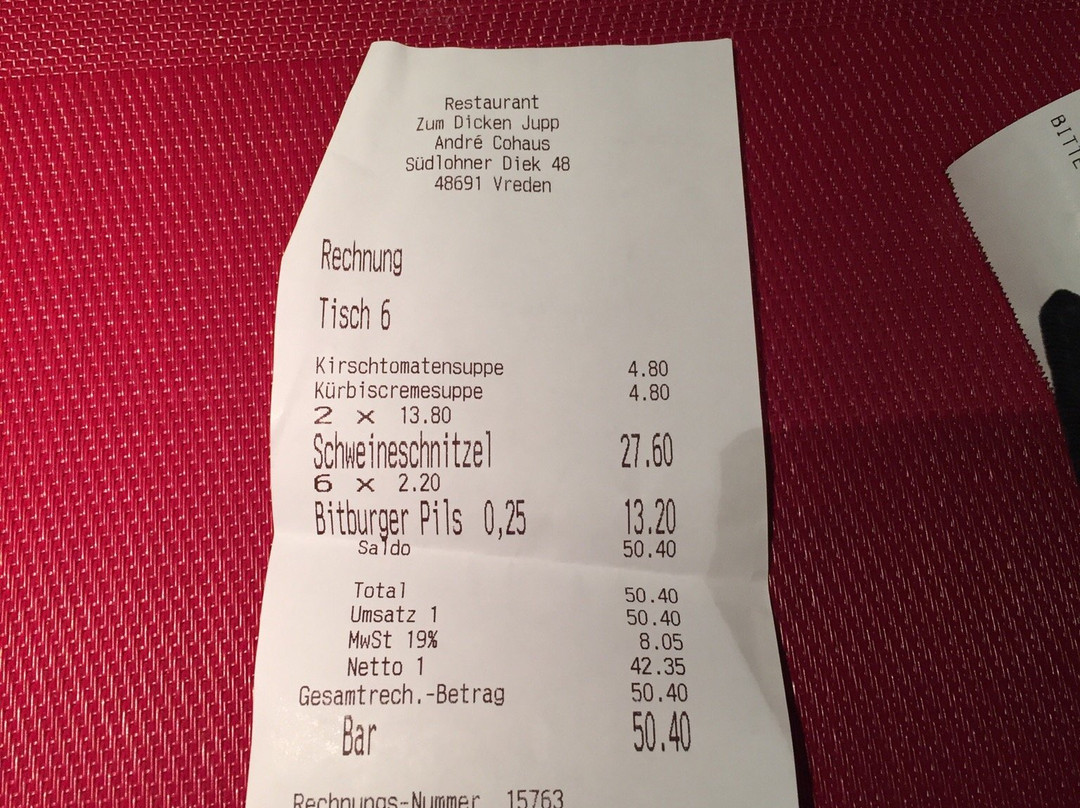 Restaurant
Zum Dicken Jupp
André Cohaus
Südlohner Diek 48
48691 Vreden
Rechnung
Tisch 6
Kirschtomatensuppe 4.80
Kürbiscremesuppe 4.80
2 x 13.80
Schweineschnitzel 27.60
6 x 2.20
Bitburger Pils 0,25 13.20
Saldo 50.40
Total 50.40
Umsatz 1 50.40
MwSt 19% 8.05
Netto 1 42.35
Gesamtrech.-Betrag 50.40
Bar 50.40
Rechnungs-Nummer 15763